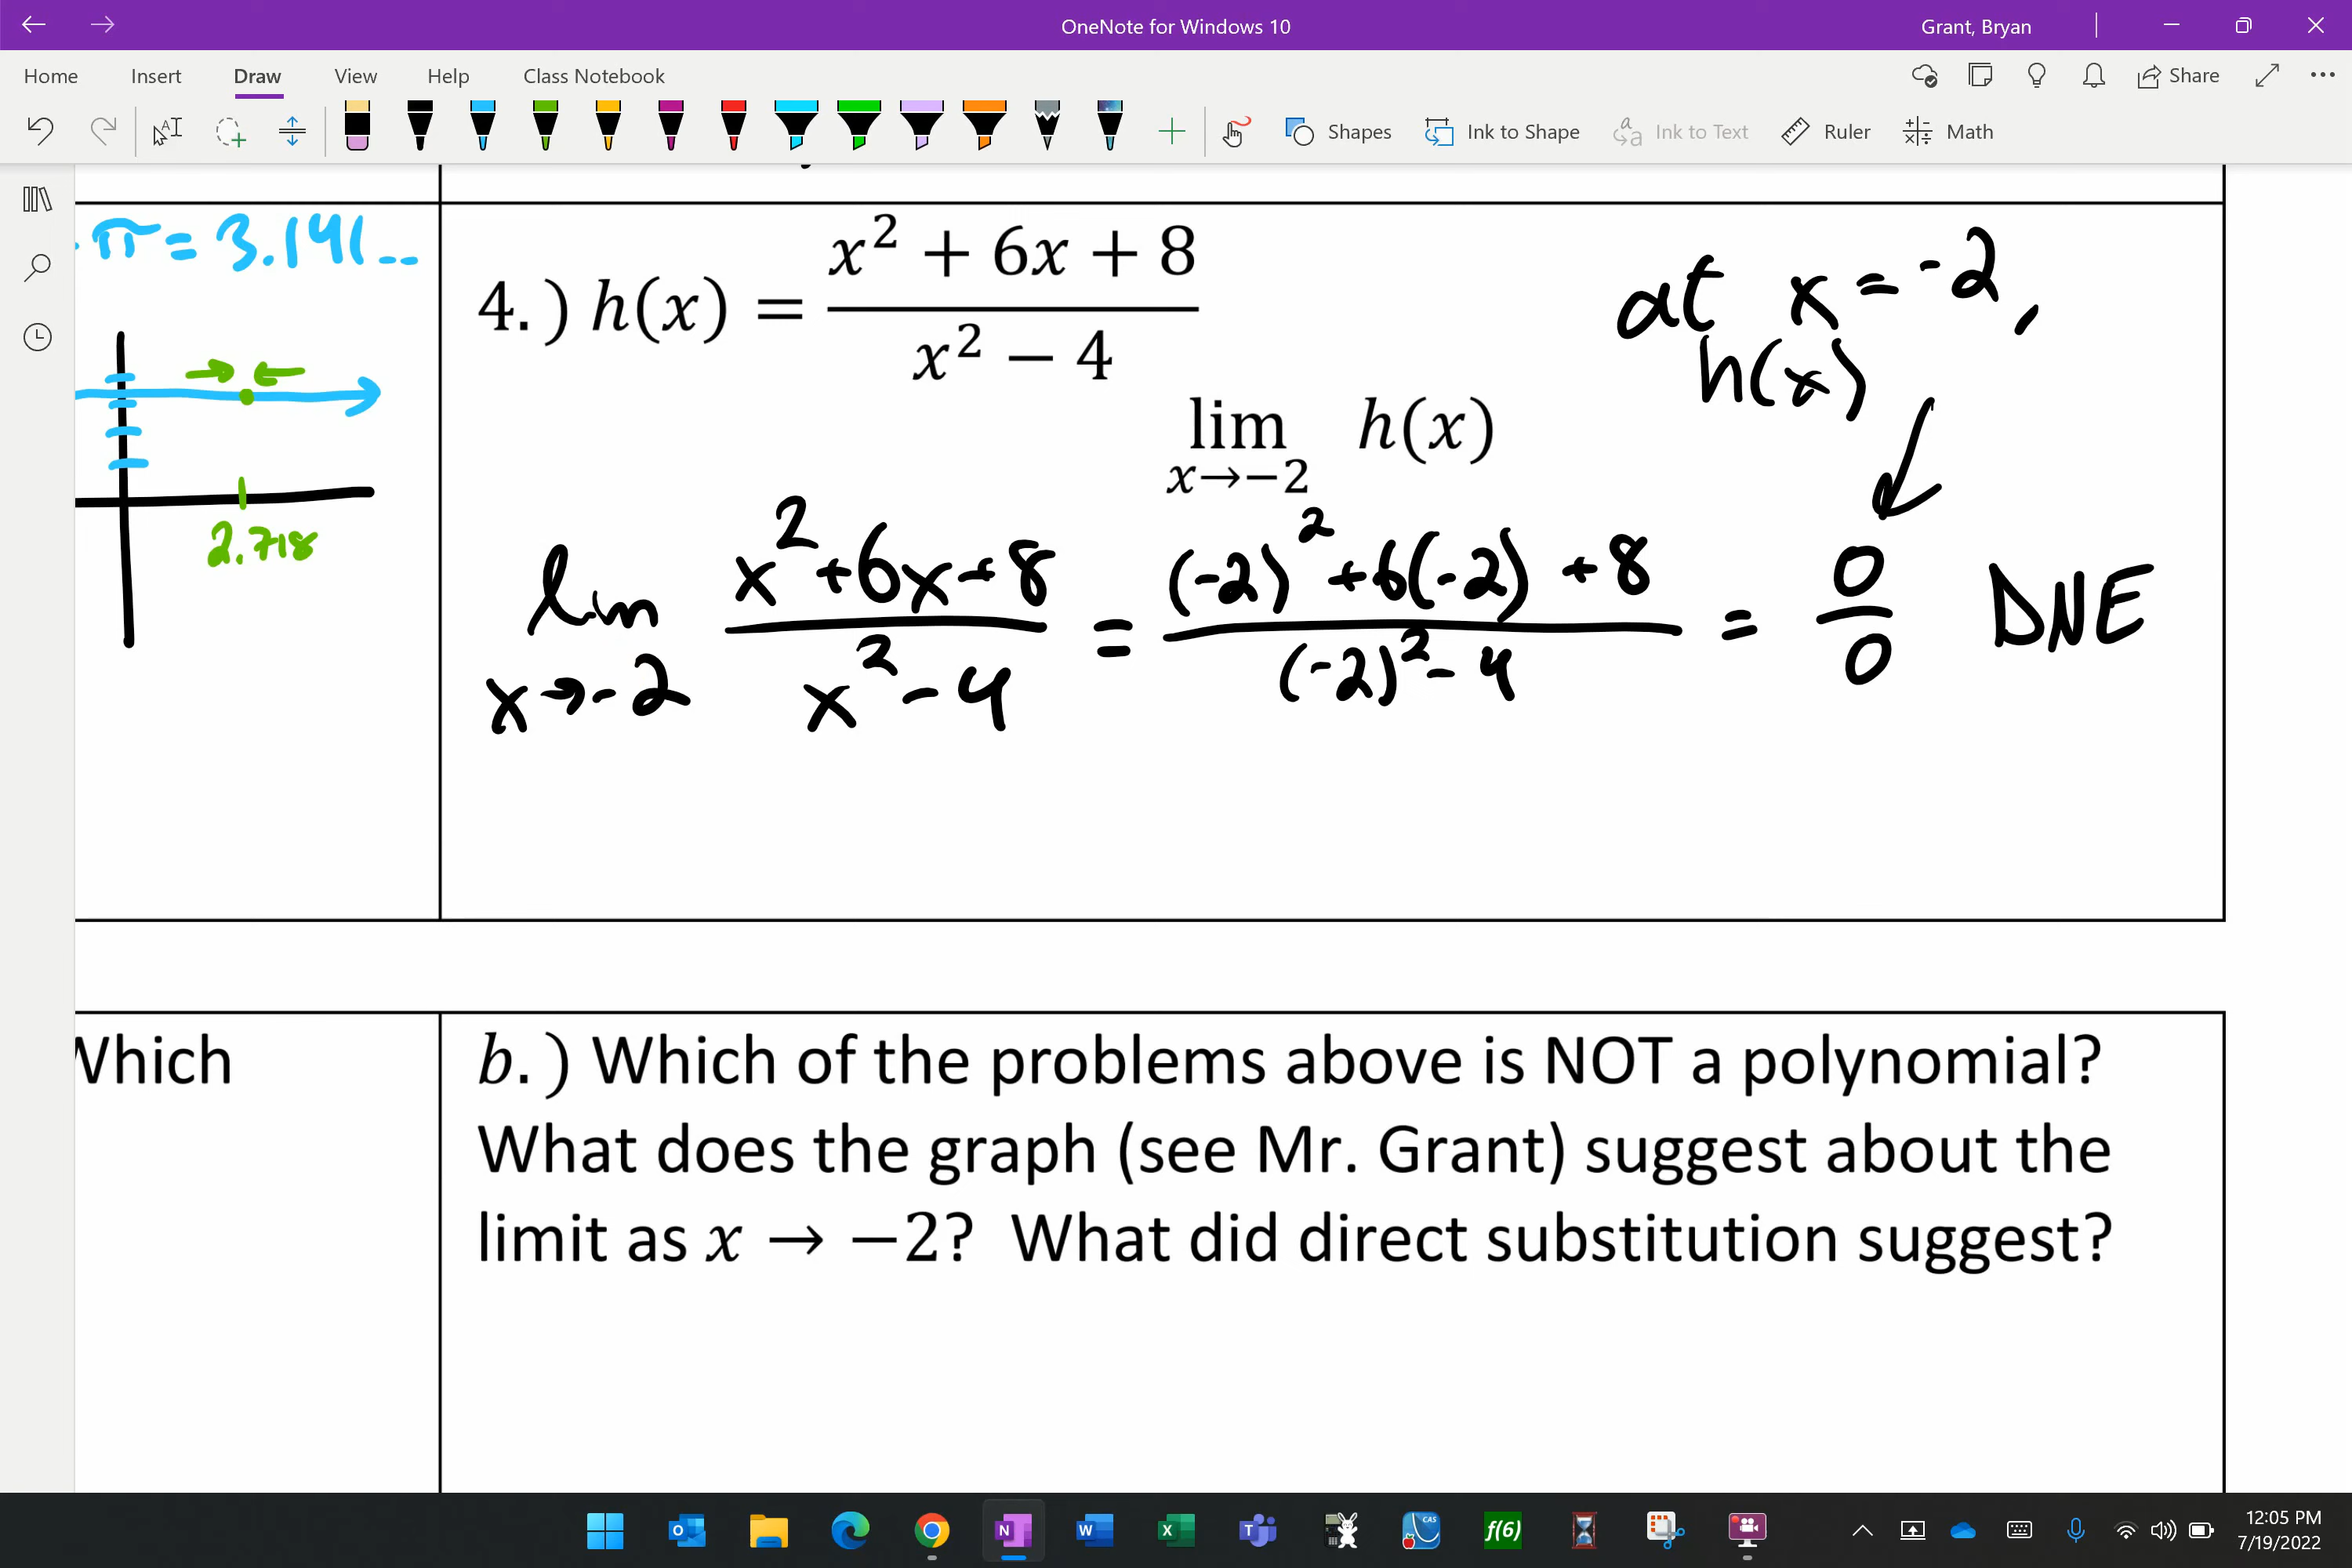 OneNote for Windows 10
Grant, Bryan
Home Insert Draw View Help Class Notebook
Share
Shapes Ink to Shape Ink to Text Ruler Math
π = 3.141...
2.718
4.) h(x) = (x² + 6x + 8)/(x² − 4)
lim x→−2 h(x)
at x = -2,
h(x)
lim x→-2 (x²+6x+8)/(x²-4) = ((-2)²+6(-2)+8)/((-2)²-4) = 0/0 DNE
Which
b.) Which of the problems above is NOT a polynomial?
What does the graph (see Mr. Grant) suggest about the
limit as x → −2? What did direct substitution suggest?
f(6)
CAS
12:05 PM
7/19/2022